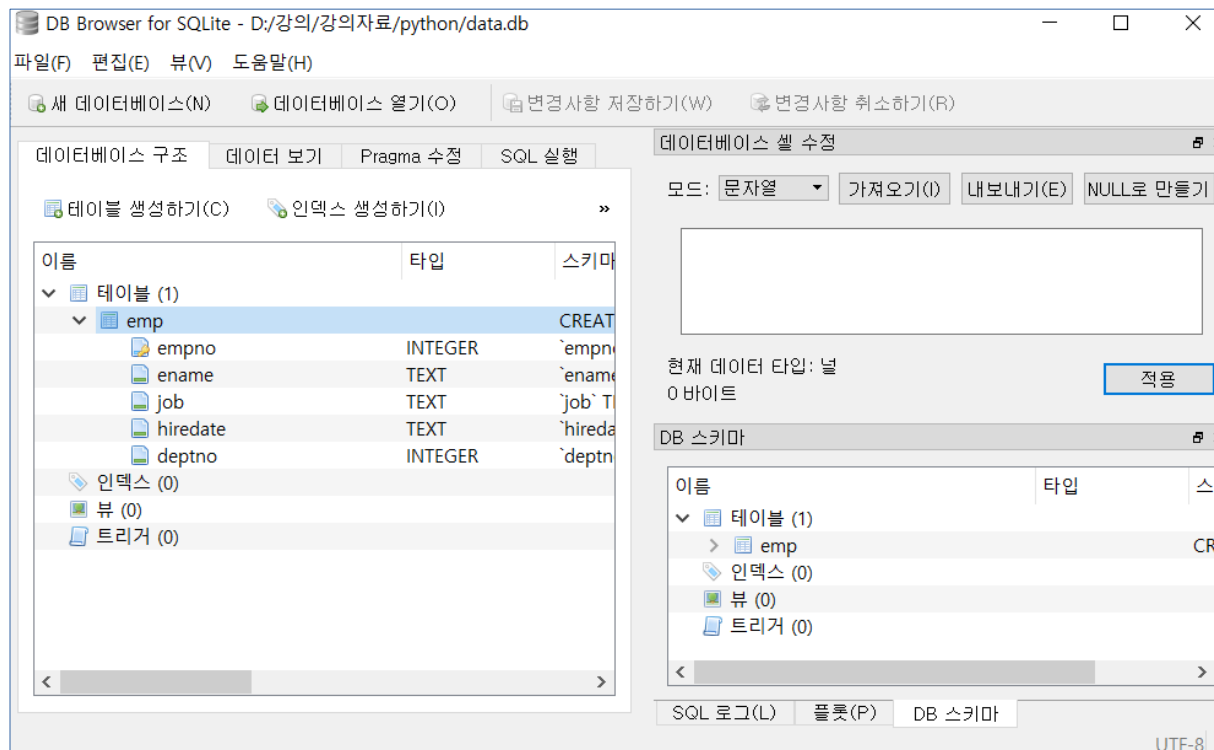 DB Browser for SQLite - D:/강의/강의자료/python/data.db
파일(F) 편집(E) 뷰(V) 도움말(H)
새 데이터베이스(N) 데이터베이스 열기(O) 변경사항 저장하기(W) 변경사항 취소하기(R)
데이터베이스 구조 데이터 보기 Pragma 수정 SQL 실행
테이블 생성하기(C) 인덱스 생성하기(I) »
이름 타입 스키마
테이블 (1)
emp CREAT
empno INTEGER `empno
ename TEXT `ename
job TEXT `job` TI
hiredate TEXT `hireda
deptno INTEGER `deptn
인덱스 (0)
뷰 (0)
트리거 (0)
데이터베이스 셀 수정
모드: 문자열 가져오기(I) 내보내기(E) NULL로 만들기
현재 데이터 타입: 널
0 바이트
적용
DB 스키마
이름 타입 스
테이블 (1)
emp CR
인덱스 (0)
뷰 (0)
트리거 (0)
SQL 로그(L) 플롯(P) DB 스키마
UTF-8